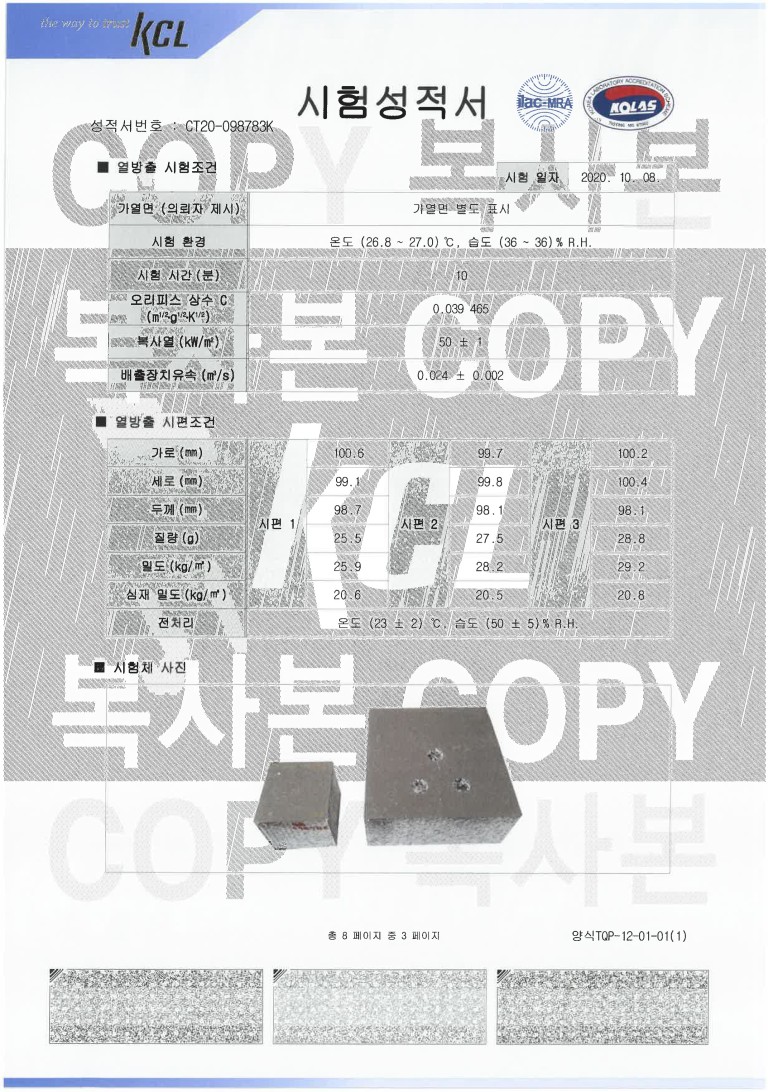 the way to trust KCL
시험성적서
ilac-MRA
KOREA LABORATORY ACCREDITATION SCHEME
KOLAS
성적서번호 : CT20-098783K
COPY 복사본
■ 열방출 시험조건
시험 일자 2020. 10. 08.
가열면 (의뢰자 제시) 가열면 별도 표시
시험 환경 온도 (26.8 ~ 27.0) ℃, 습도 (36 ~ 36)% R.H.
시험 시간 (분) 10
오리피스 상수 C (m1/2·g1/2·K1/2) 0.039 465
복사열 (kW/㎡) 50 ± 1
배출장치유속 (㎥/s) 0.024 ± 0.002
복사본 COPY
■ 열방출 시편조건
가로 (mm) 100.6 99.7 100.2
세로 (mm) 99.1 99.8 100.4
두께 (mm) 98.7 98.1 98.1
시편 1 시편 2 시편 3
질량 (g) 25.5 27.5 28.8
밀도 (kg/㎥) 25.9 28.2 29.2
심재 밀도 (kg/㎥) 20.6 20.5 20.8
전처리 온도 (23 ± 2) ℃, 습도 (50 ± 5)% R.H.
KCL
■ 시험체 사진
복사본 COPY
COPY 복사본
총 8 페이지 중 3 페이지
양식TQP-12-01-01(1)